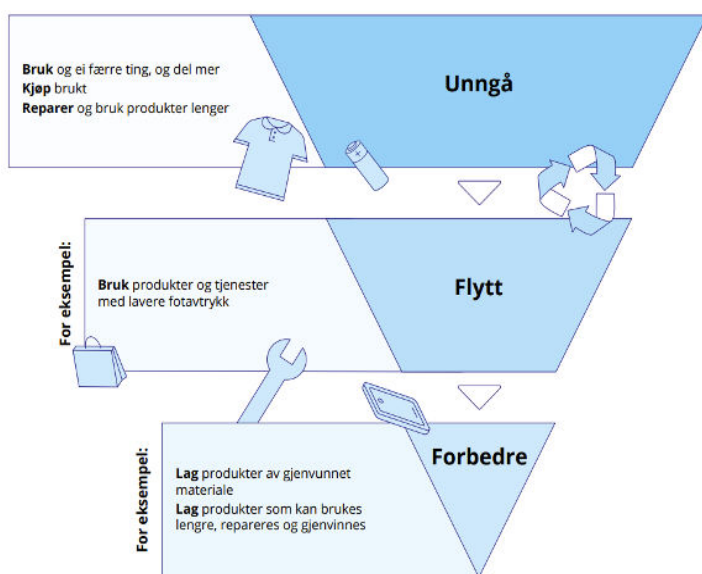 Bruk og ei færre ting, og del mer
Kjøp brukt
Reparer og bruk produkter lenger
Unngå
For eksempel:
Bruk produkter og tjenester
med lavere fotavtrykk
Flytt
For eksempel:
Lag produkter av gjenvunnet
materiale
Lag produkter som kan brukes
lengre, repareres og gjenvinnes
Forbedre